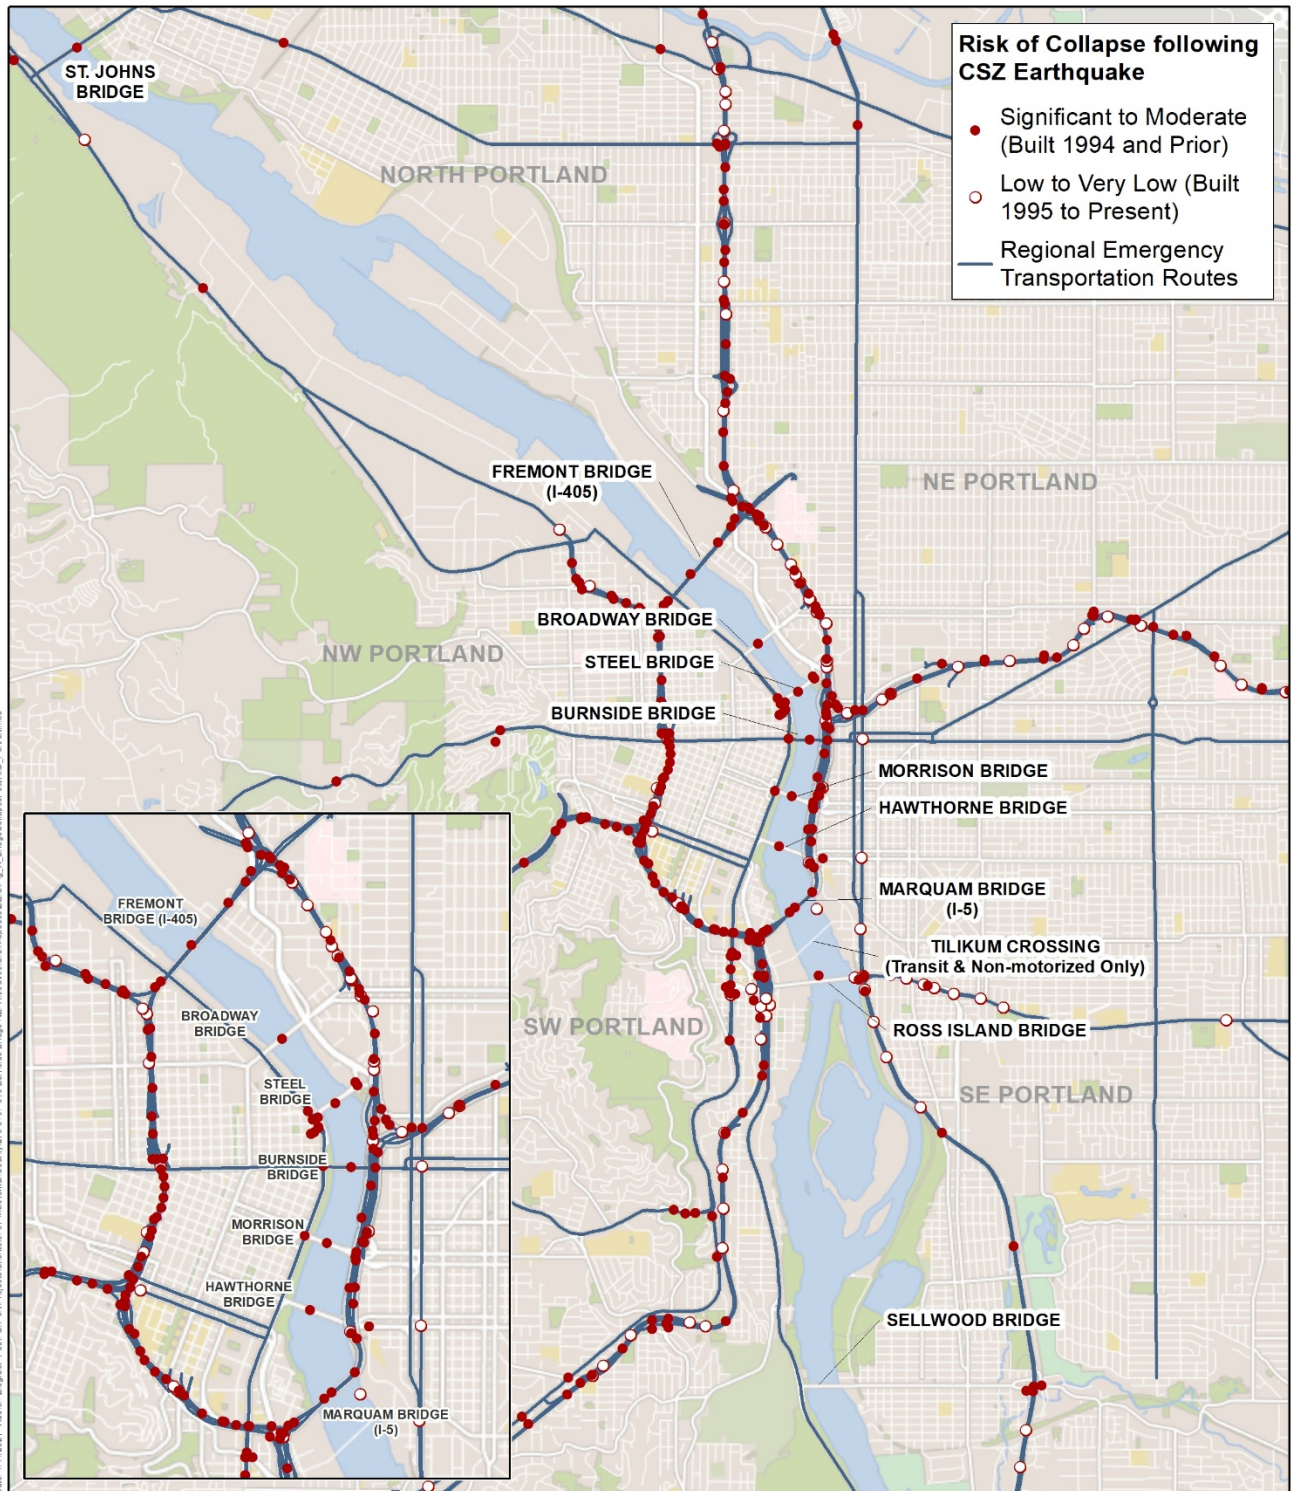 Risk of Collapse following
CSZ Earthquake
Significant to Moderate
(Built 1994 and Prior)
Low to Very Low (Built
1995 to Present)
Regional Emergency
Transportation Routes
ST. JOHNS
BRIDGE
NORTH PORTLAND
FREMONT BRIDGE
(I-405)
NE PORTLAND
BROADWAY BRIDGE
NW PORTLAND
STEEL BRIDGE
BURNSIDE BRIDGE
MORRISON BRIDGE
HAWTHORNE BRIDGE
MARQUAM BRIDGE
(I-5)
TILIKUM CROSSING
(Transit & Non-motorized Only)
SW PORTLAND
ROSS ISLAND BRIDGE
SE PORTLAND
SELLWOOD BRIDGE
FREMONT
BRIDGE (I-405)
BROADWAY
BRIDGE
STEEL
BRIDGE
BURNSIDE
BRIDGE
MORRISON
BRIDGE
HAWTHORNE
BRIDGE
MARQUAM BRIDGE
(I-5)